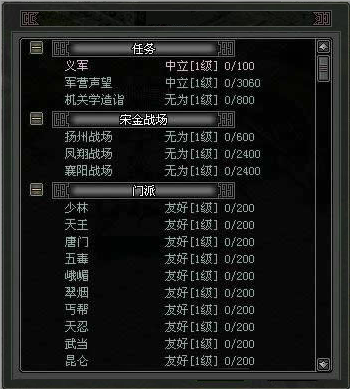 任务
义军 中立[1级] 0/100
军营声望 中立[1级] 0/3060
机关学造诣 无为[1级] 0/800
宋金战场
扬州战场 无为[1级] 0/600
凤翔战场 无为[1级] 0/2400
襄阳战场 无为[1级] 0/2400
门派
少林 友好[1级] 0/200
天王 友好[1级] 0/200
唐门 友好[1级] 0/200
五毒 友好[1级] 0/200
峨嵋 友好[1级] 0/200
翠烟 友好[1级] 0/200
丐帮 友好[1级] 0/200
天忍 友好[1级] 0/200
武当 友好[1级] 0/200
昆仑 友好[1级] 0/200